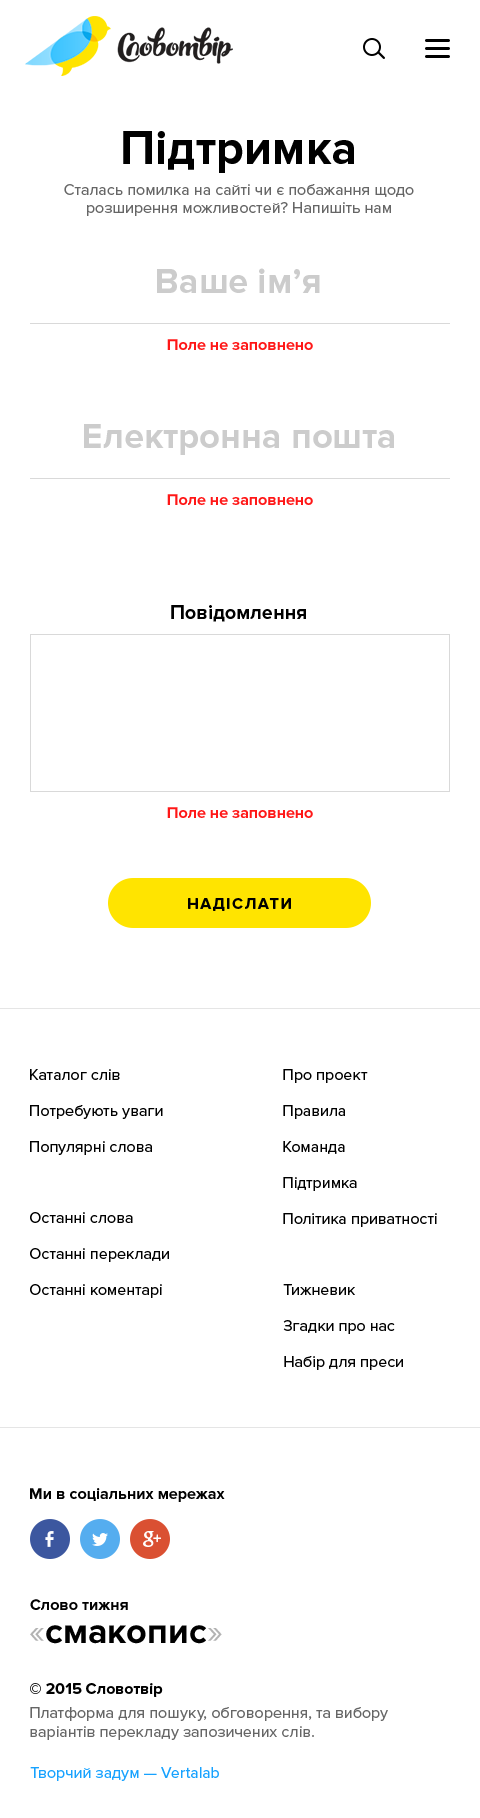 Словотвір
Підтримка
Сталась помилка на сайті чи є побажання щодо
розширення можливостей? Напишіть нам
Ваше ім’я
Поле не заповнено
Електронна пошта
Поле не заповнено
Повідомлення
Поле не заповнено
НАДІСЛАТИ
Каталог слів
Потребують уваги
Популярні слова
Останні слова
Останні переклади
Останні коментарі
Про проект
Правила
Команда
Підтримка
Політика приватності
Тижневик
Згадки про нас
Набір для преси
Ми в соціальних мережах
Слово тижня
«смакопис»
© 2015 Словотвір
Платформа для пошуку, обговорення, та вибору
варіантів перекладу запозичених слів.
Творчий задум — Vertalab